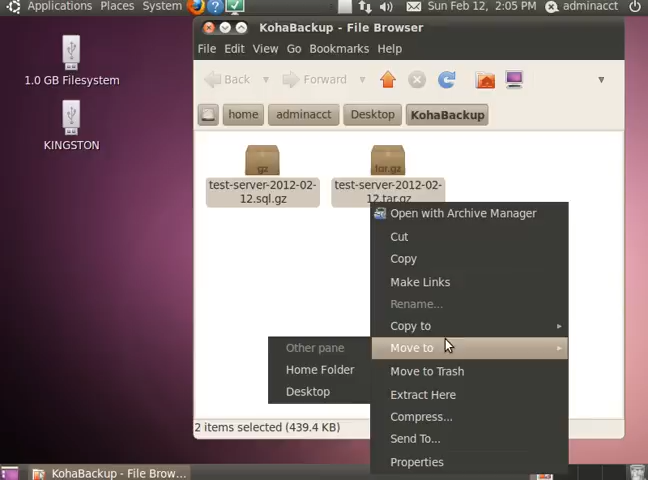 Applications Places System Sun Feb 12, 2:05 PM adminacct
KohaBackup - File Browser
File Edit View Go Bookmarks Help
Back Forward
home adminacct Desktop KohaBackup
1.0 GB Filesystem
KINGSTON
gz
test-server-2012-02-
12.sql.gz
tar.gz
test-server-2012-02-
12.tar.gz
Open with Archive Manager
Cut
Copy
Make Links
Rename...
Copy to
Move to
Move to Trash
Extract Here
Compress...
Send To...
Properties
Other pane
Home Folder
Desktop
2 items selected (439.4 KB)
KohaBackup - File Brow...